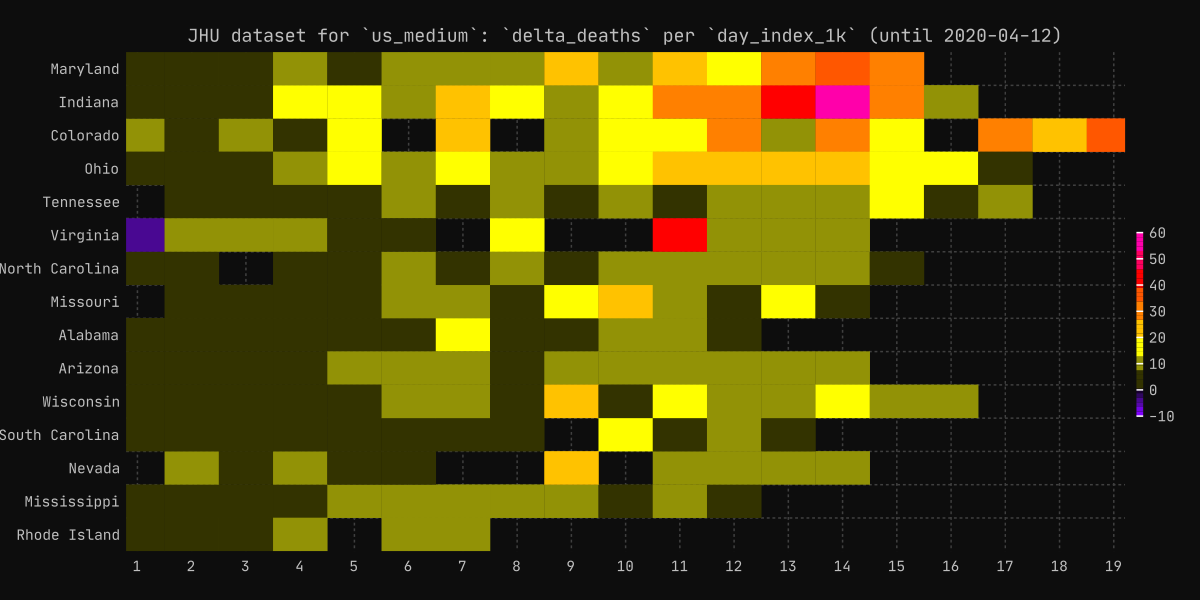 JHU dataset for `us_medium`: `delta_deaths` per `day_index_1k` (until 2020-04-12)
Maryland
Indiana
Colorado
Ohio
Tennessee
Virginia
North Carolina
Missouri
Alabama
Arizona
Wisconsin
South Carolina
Nevada
Mississippi
Rhode Island
1 2 3 4 5 6 7 8 9 10 11 12 13 14 15 16 17 18 19
60
50
40
30
20
10
0
−10